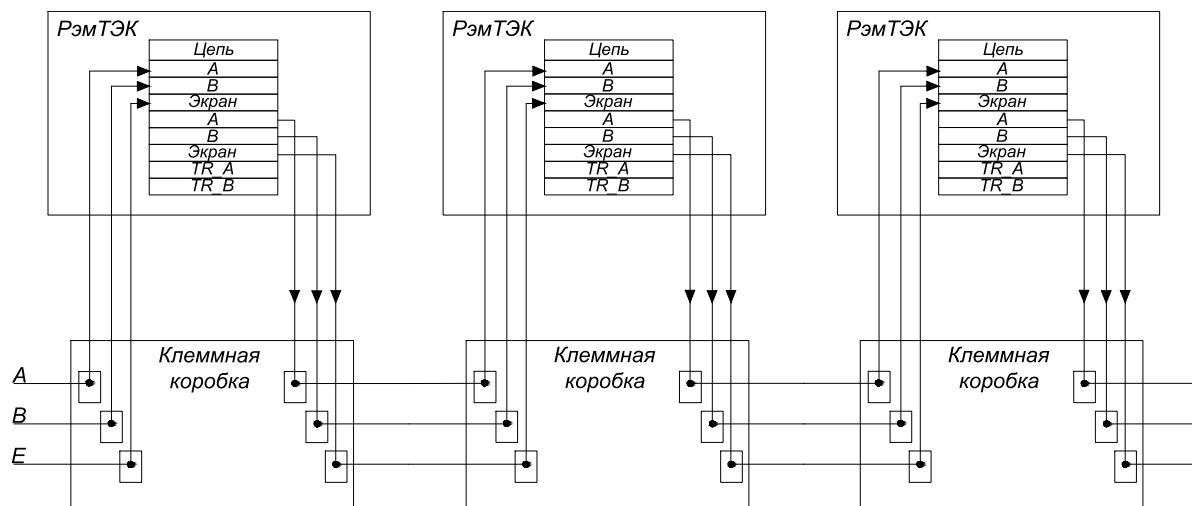 РэмТЭК
Цепь
A
B
Экран
A
B
Экран
TR_A
TR_B
РэмТЭК
Цепь
A
B
Экран
A
B
Экран
TR_A
TR_B
РэмТЭК
Цепь
A
B
Экран
A
B
Экран
TR_A
TR_B
A
B
E
Клеммная
коробка
Клеммная
коробка
Клеммная
коробка